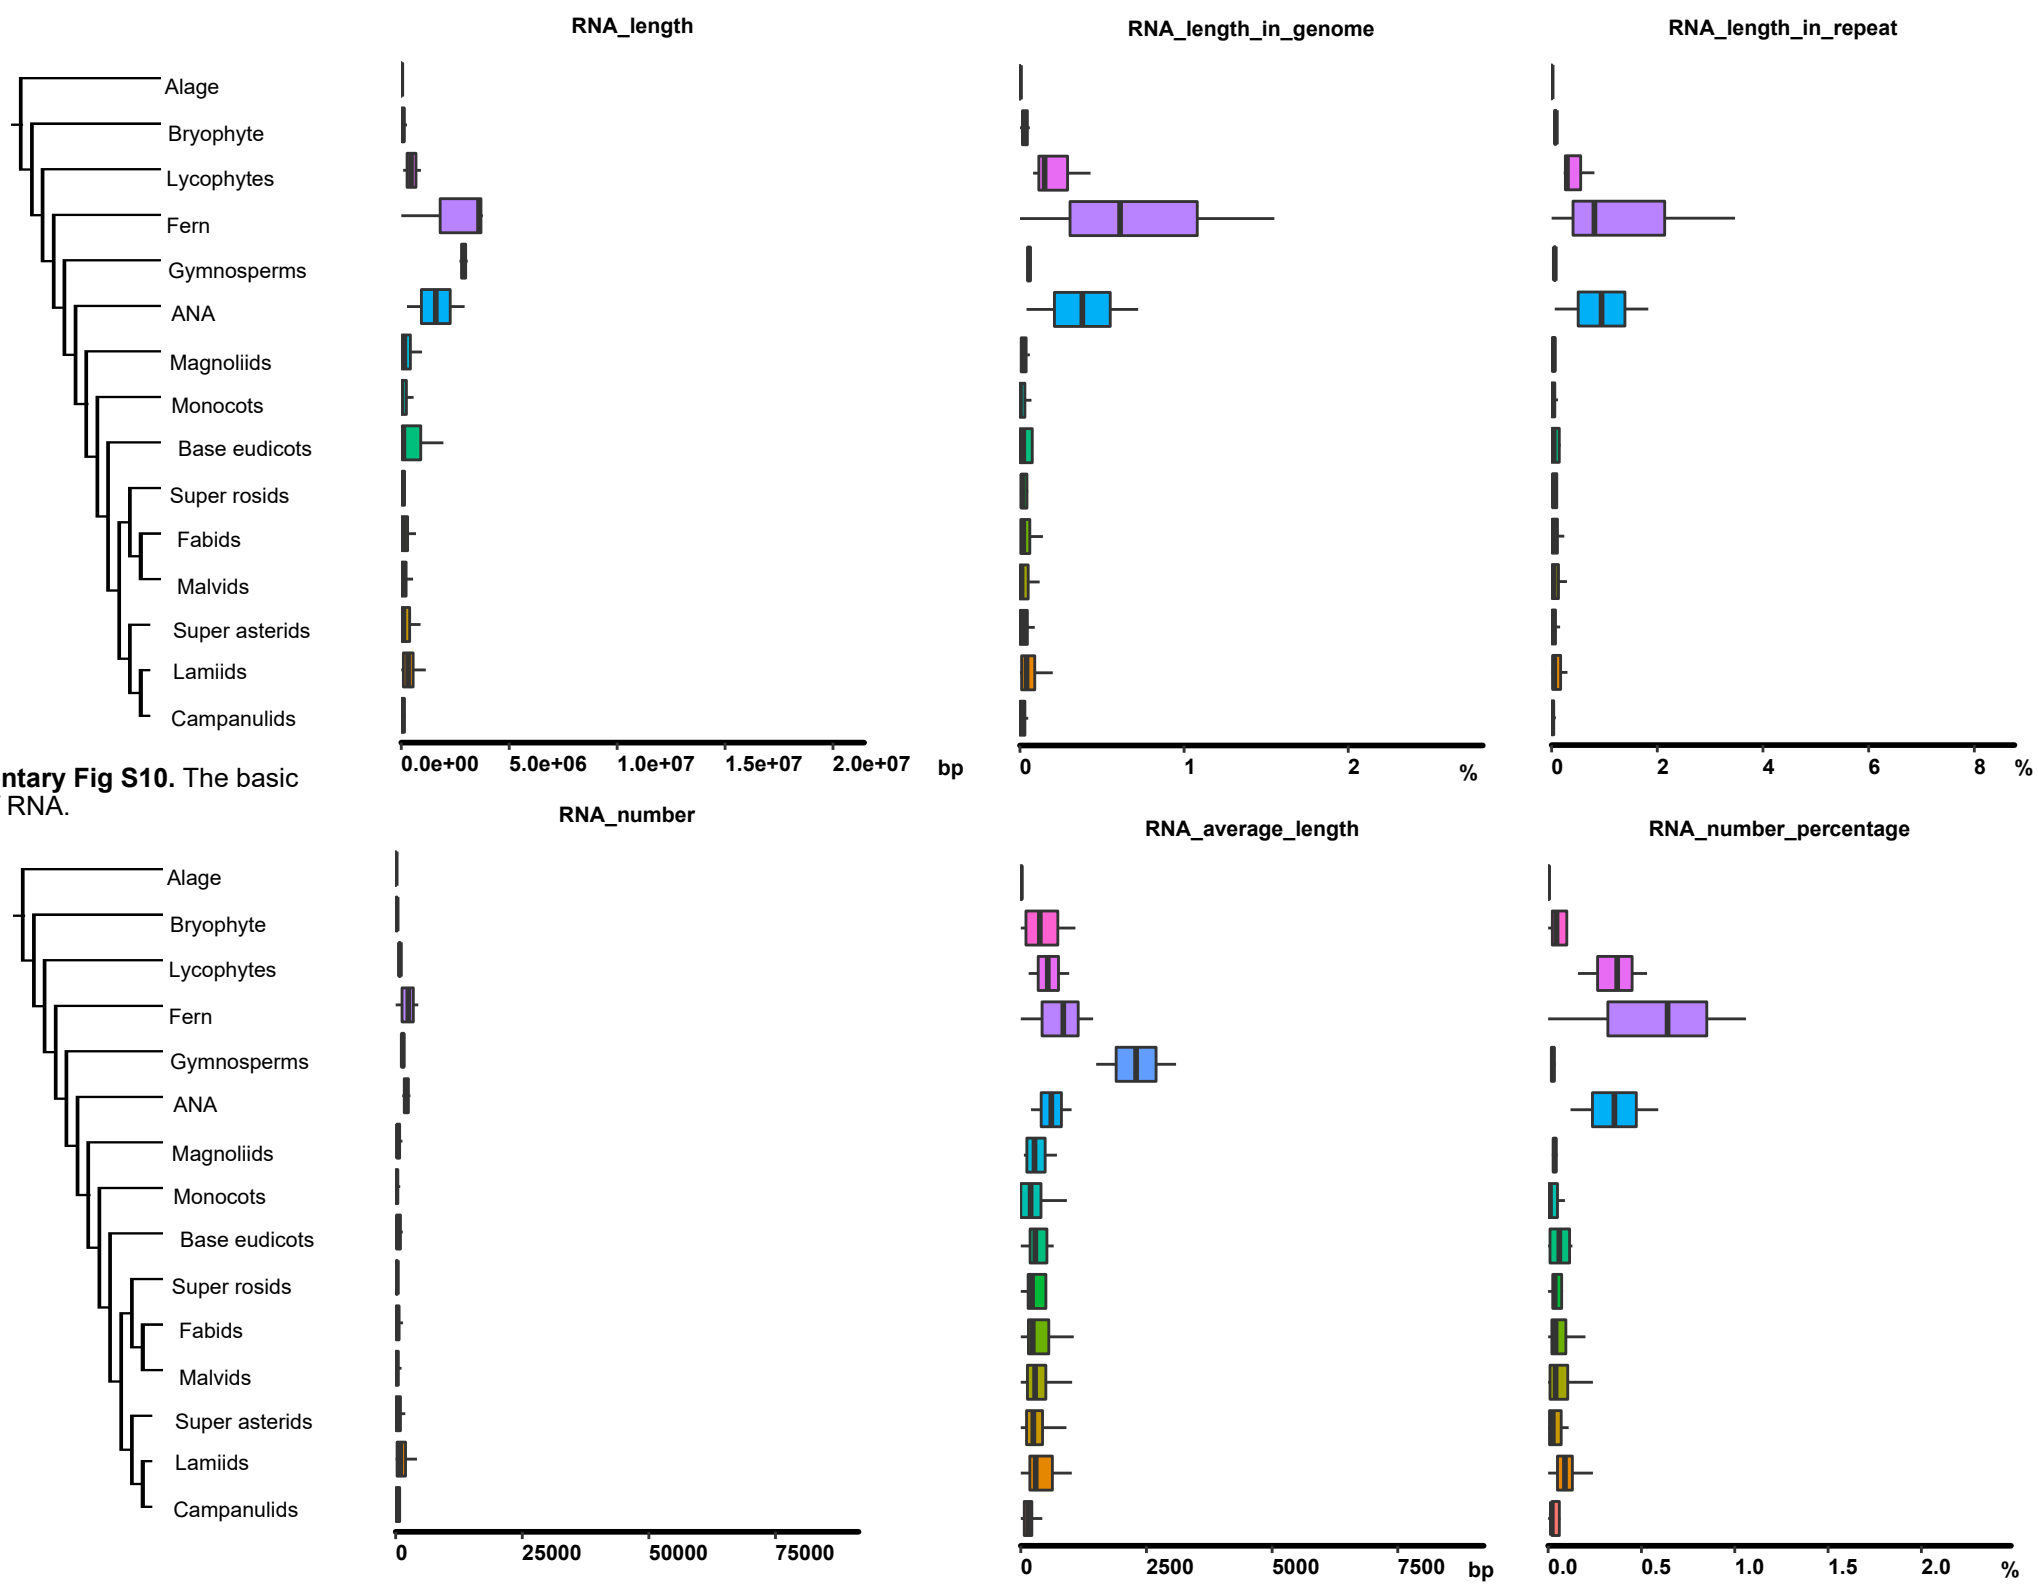 RNA_length
RNA_length_in_genome
RNA_length_in_repeat
Alage
Bryophyte
Lycophytes
Fern
Gymnosperms
ANA
Magnoliids
Monocots
Base eudicots
Super rosids
Fabids
Malvids
Super asterids
Lamiids
Campanulids
0.0e+00 5.0e+06 1.0e+07 1.5e+07 2.0e+07 bp
0 1 2 %
0 2 4 6 8 %
ntary Fig S10. The basic
RNA.
RNA_number
RNA_average_length
RNA_number_percentage
Alage
Bryophyte
Lycophytes
Fern
Gymnosperms
ANA
Magnoliids
Monocots
Base eudicots
Super rosids
Fabids
Malvids
Super asterids
Lamiids
Campanulids
0 25000 50000 75000
0 2500 5000 7500 bp
0.0 0.5 1.0 1.5 2.0 %